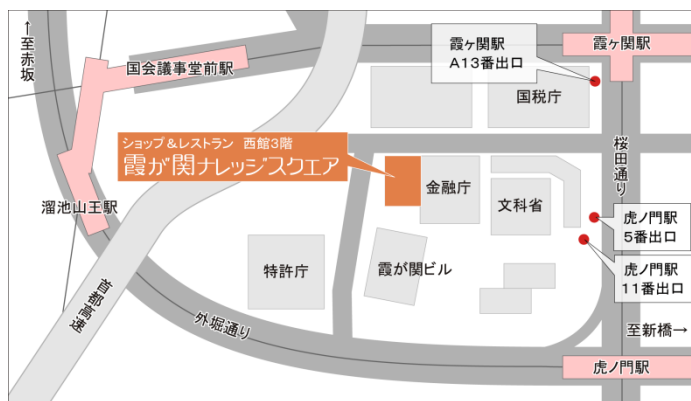 ↑至赤坂
国会議事堂前駅
霞ヶ関駅
A13番出口
霞ヶ関駅
国税庁
ショップ&レストラン 西館3階
霞が関ナレッジスクエア
桜田通り
金融庁
文科省
溜池山王駅
虎ノ門駅
5番出口
特許庁
霞が関ビル
虎ノ門駅
11番出口
首都高速
外堀通り
至新橋→
虎ノ門駅